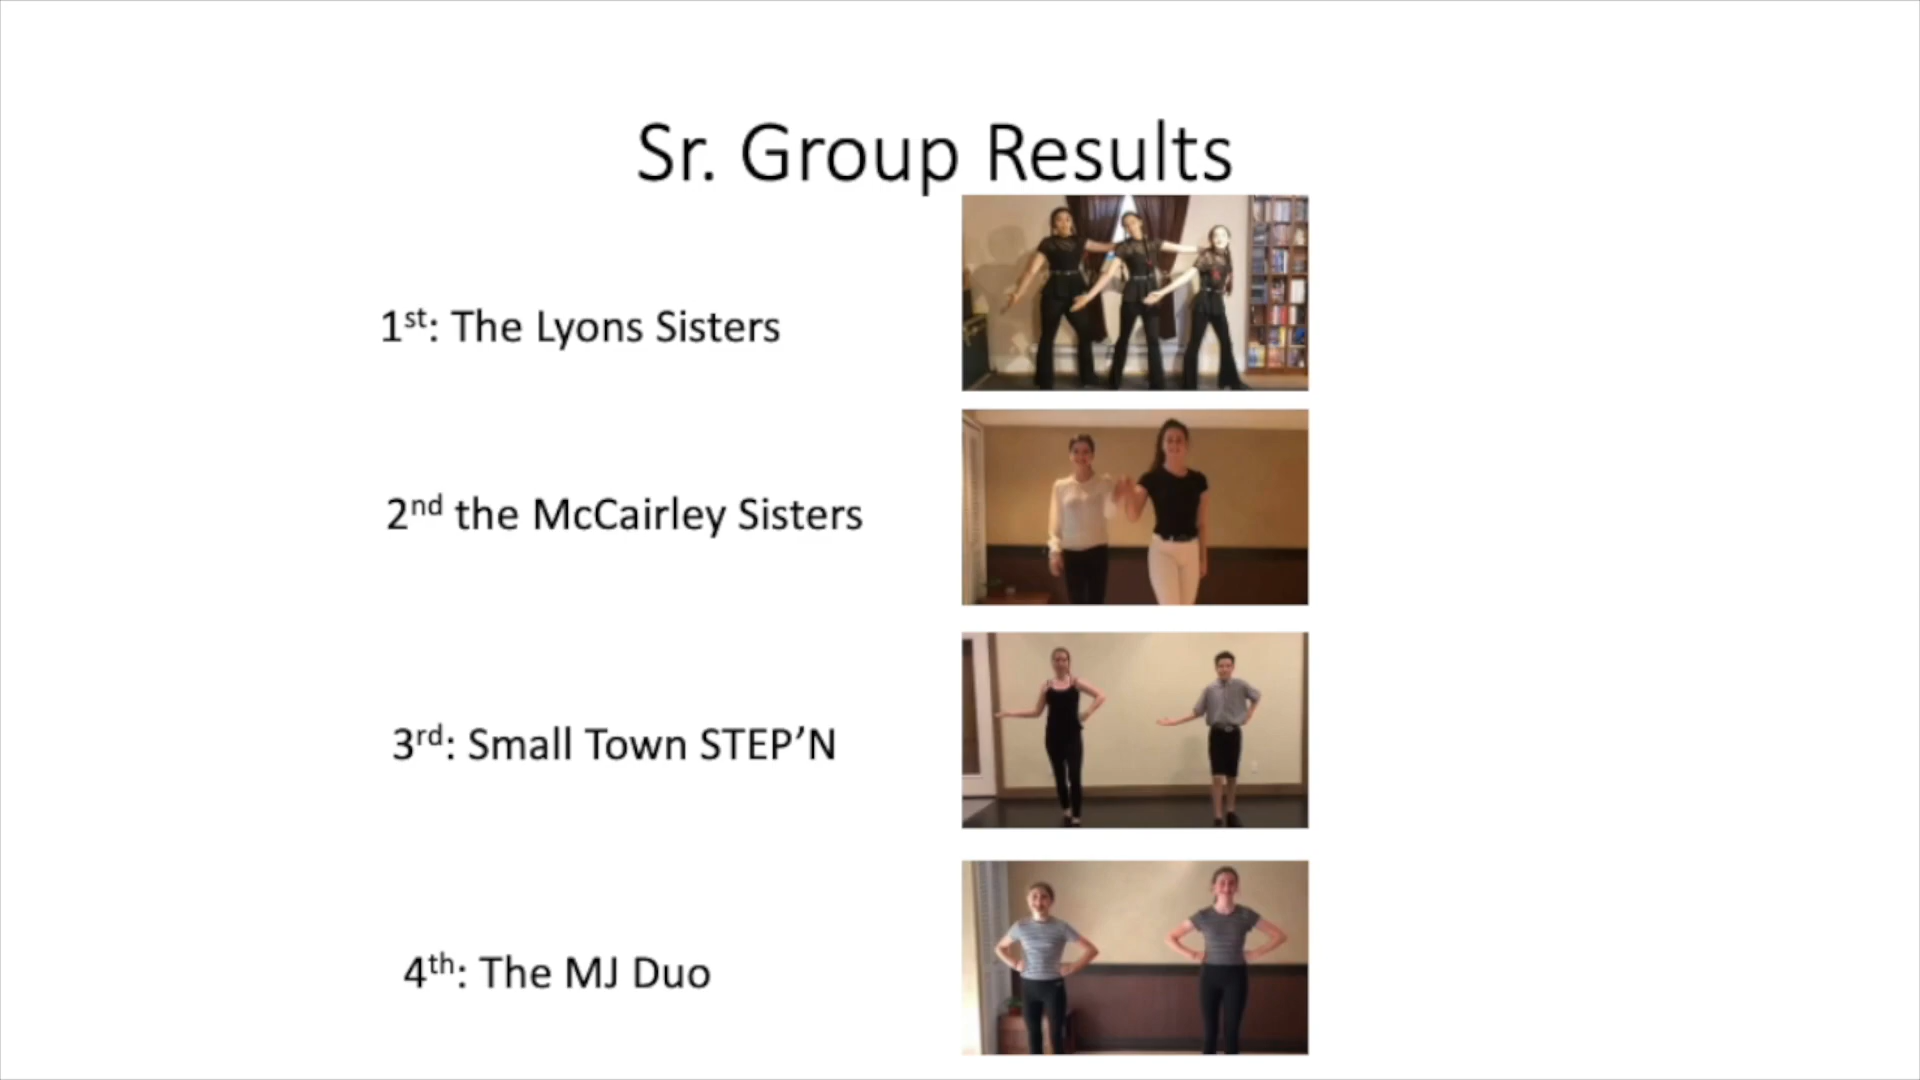 Sr. Group Results
1st: The Lyons Sisters
2nd the McCairley Sisters
3rd: Small Town STEP’N
4th: The MJ Duo